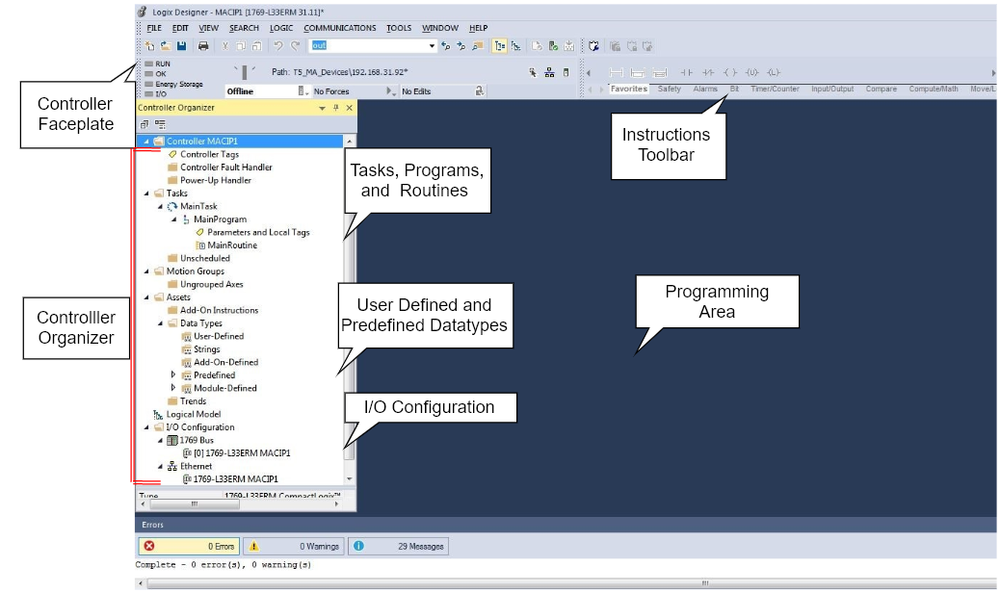 Logix Designer - MACIP1 [1769-L33ERM 31.11]*
FILE EDIT VIEW SEARCH LOGIC COMMUNICATIONS TOOLS WINDOW HELP
out
RUN
OK
Energy Storage
I/O
Path: T5_MA_Devices\192.168.31.92*
Offline No Forces No Edits
Favorites Safety Alarms Bit Timer/Counter Input/Output Compare Compute/Math Move/L
Controller
Faceplate
Instructions
Toolbar
Controller Organizer
Controller MACIP1
Controller Tags
Controller Fault Handler
Power-Up Handler
Tasks
MainTask
MainProgram
Parameters and Local Tags
MainRoutine
Unscheduled
Motion Groups
Ungrouped Axes
Assets
Add-On Instructions
Data Types
User-Defined
Strings
Add-On-Defined
Predefined
Module-Defined
Trends
Logical Model
I/O Configuration
1769 Bus
[0] 1769-L33ERM MACIP1
Ethernet
1769-L33ERM MACIP1
Type 1769-L33ERM CompactLogix™
Tasks, Programs,
and Routines
Controlller
Organizer
User Defined and
Predefined Datatypes
Programming
Area
I/O Configuration
Errors
0 Errors 0 Warnings 29 Messages
Complete - 0 error(s), 0 warning(s)